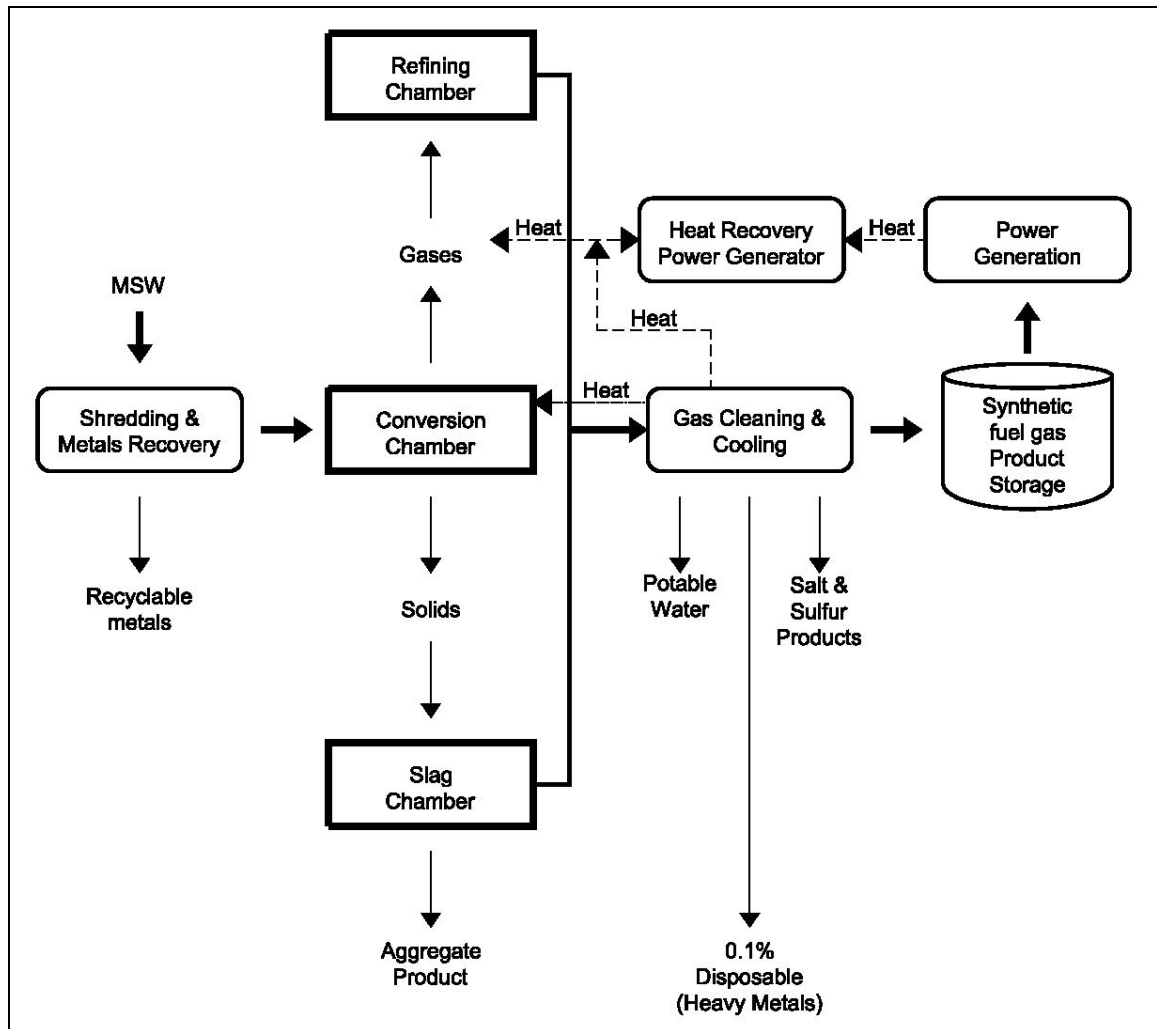 Refining
Chamber
Heat
Heat Recovery
Power Generator
Heat
Power
Generation
Gases
MSW
Heat
Shredding &
Metals Recovery
Conversion
Chamber
Heat
Gas Cleaning &
Cooling
Synthetic
fuel gas
Product
Storage
Recyclable
metals
Solids
Potable
Water
Salt &
Sulfur
Products
Slag
Chamber
Aggregate
Product
0.1%
Disposable
(Heavy Metals)